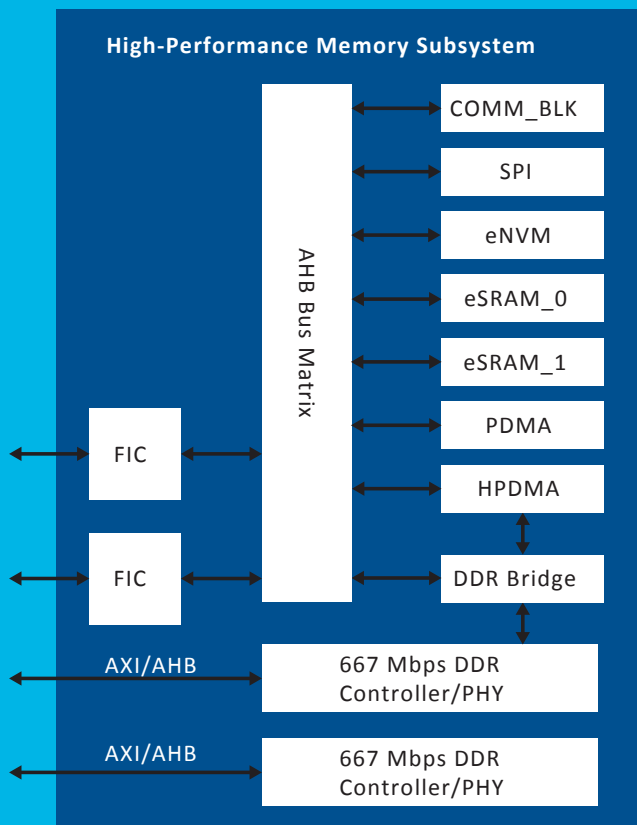 High-Performance Memory Subsystem
COMM_BLK
SPI
eNVM
eSRAM_0
eSRAM_1
PDMA
HPDMA
DDR Bridge
AHB Bus Matrix
FIC
FIC
AXI/AHB
667 Mbps DDR
Controller/PHY
AXI/AHB
667 Mbps DDR
Controller/PHY